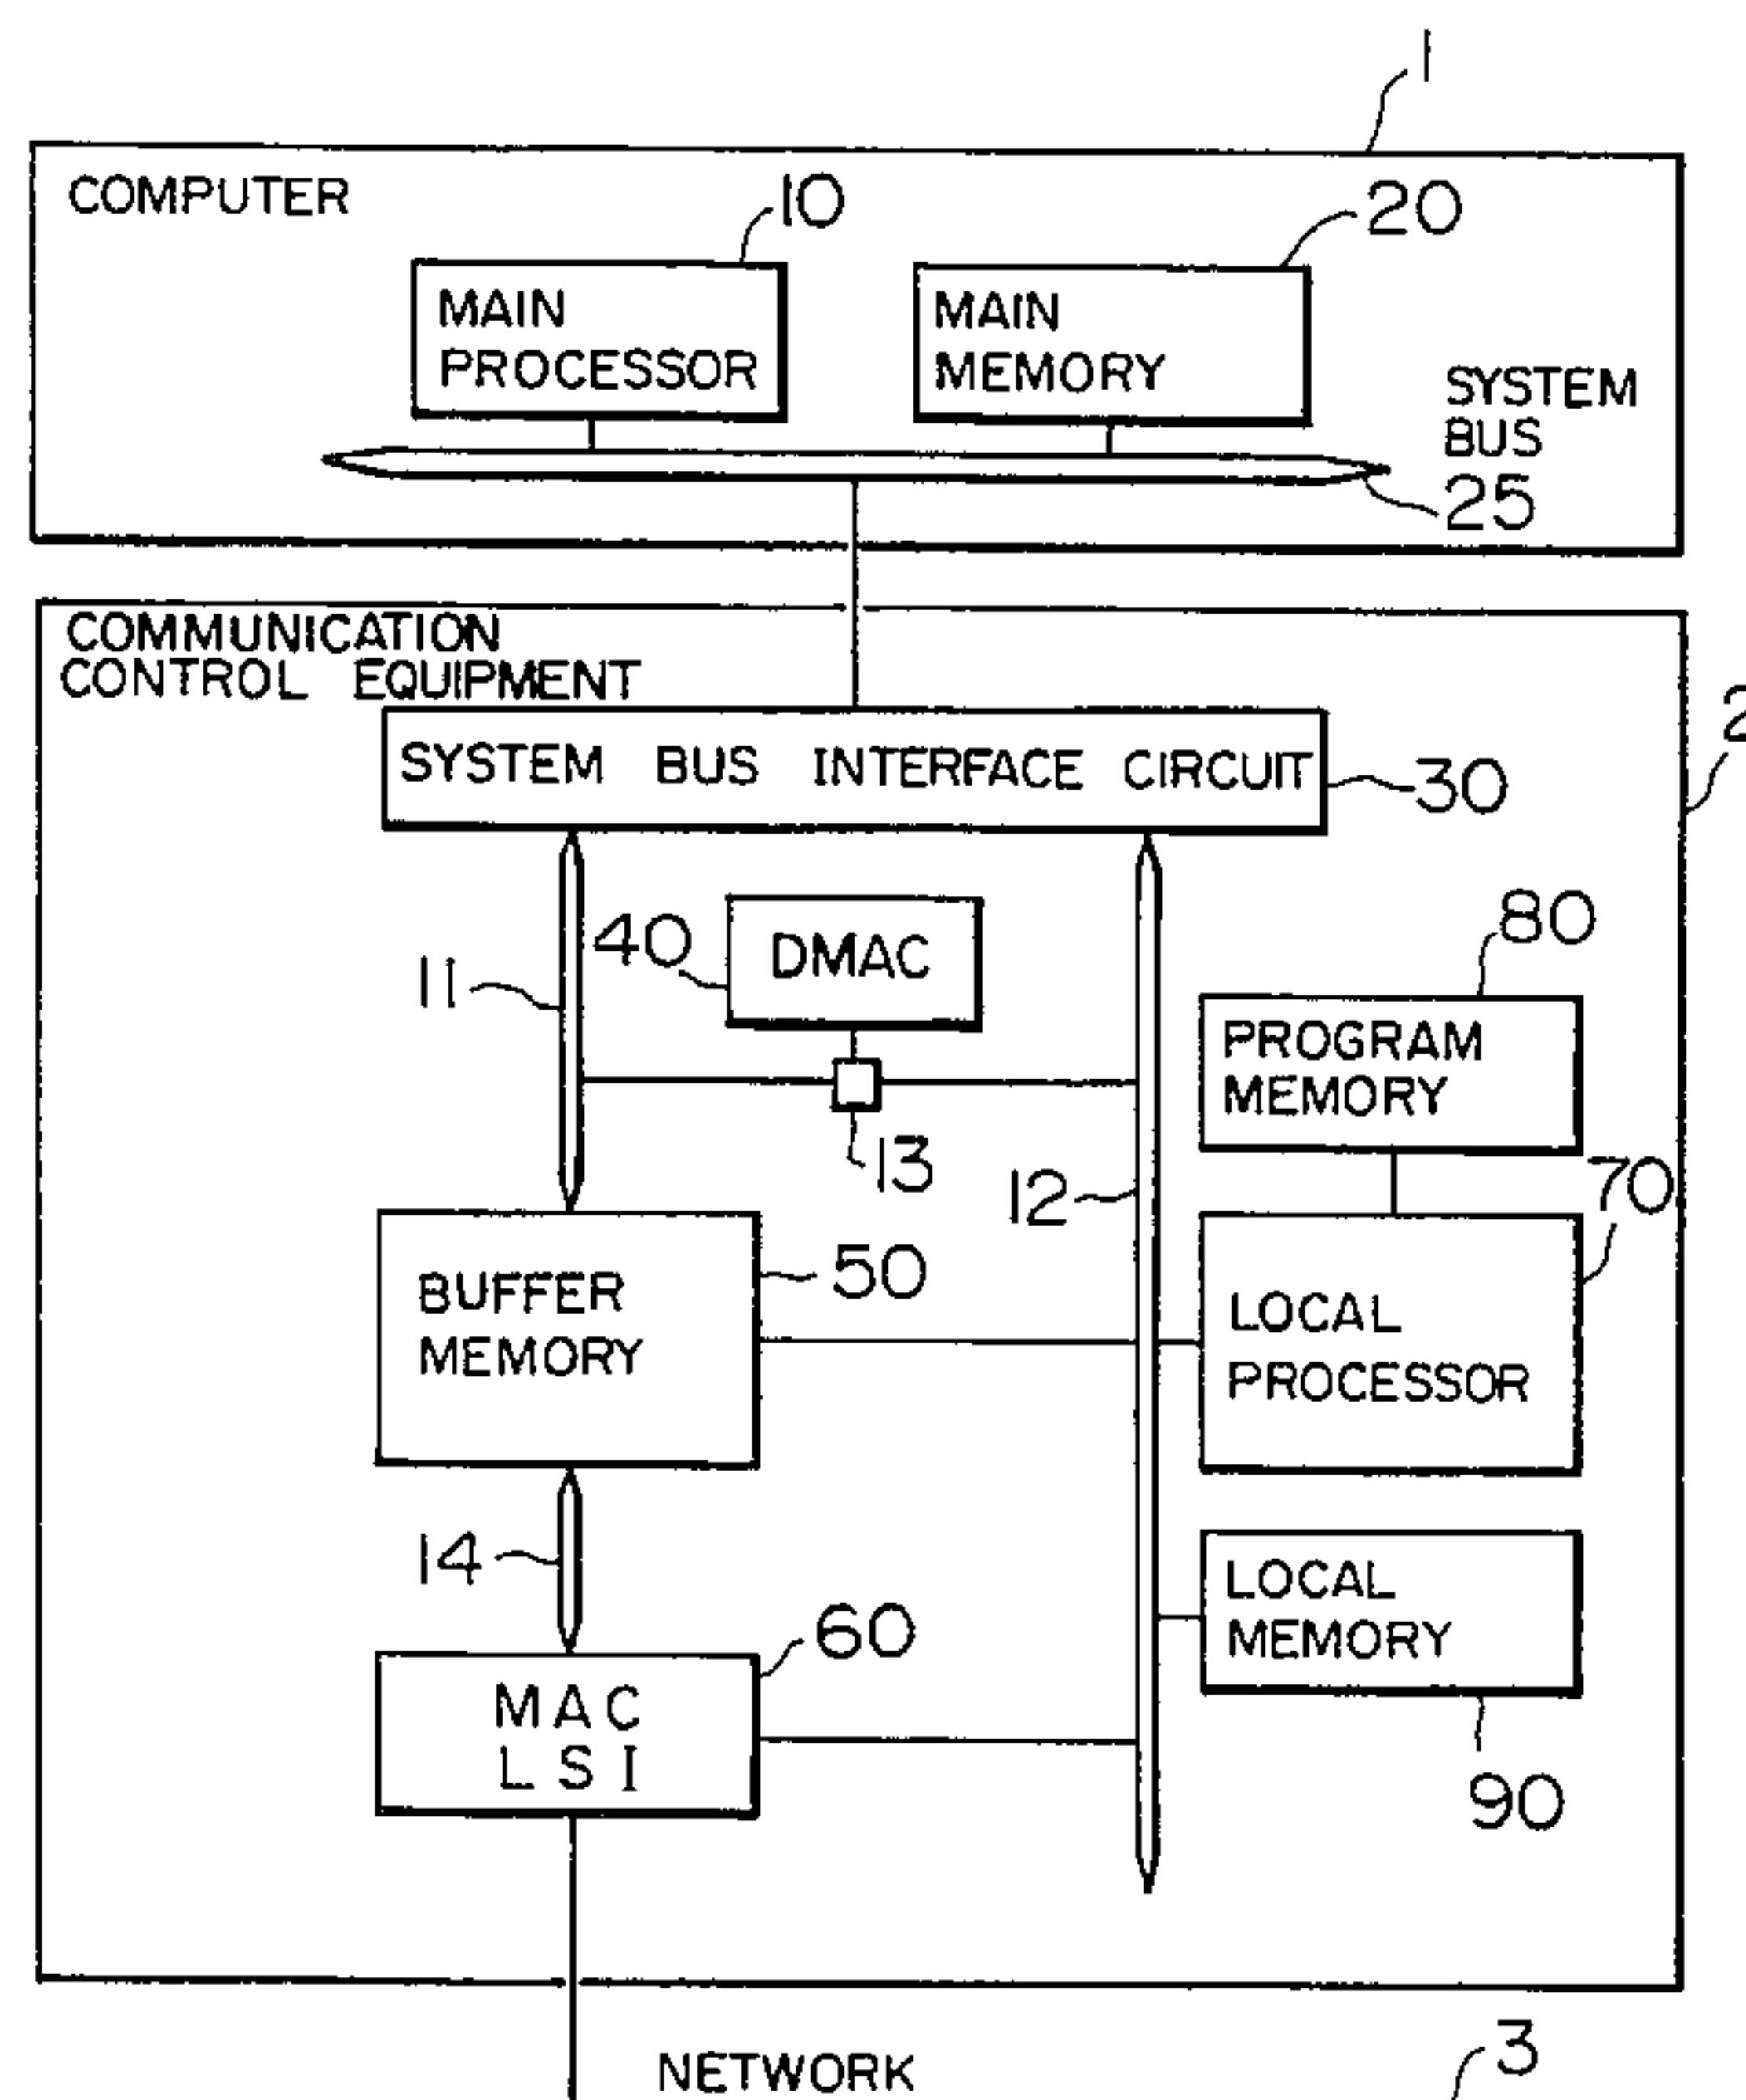 1
COMPUTER
10
20
MAIN
PROCESSOR
MAIN
MEMORY
SYSTEM
BUS
25
COMMUNICATION
CONTROL EQUIPMENT
2
SYSTEM BUS INTERFACE CIRCUIT
30
40
DMAC
11
80
PROGRAM
MEMORY
13
12
70
50
BUFFER
MEMORY
LOCAL
PROCESSOR
14
LOCAL
MEMORY
60
MAC
LSI
90
NETWORK
3